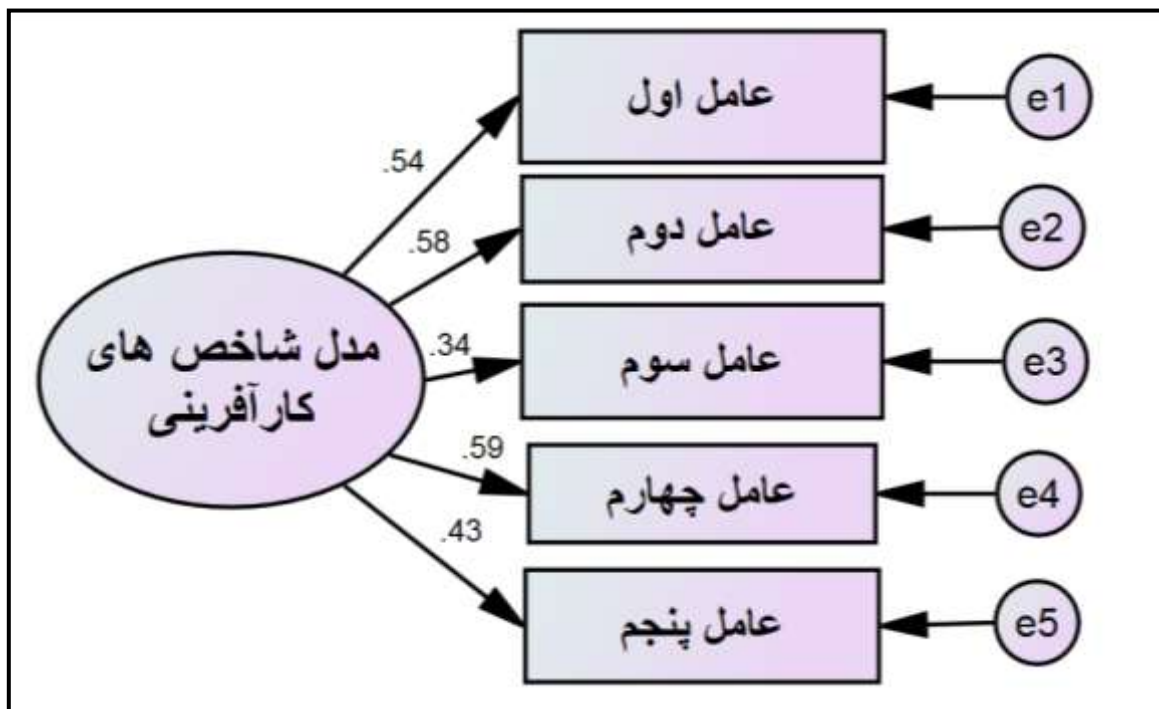 عامل اول
e1
.54
عامل دوم
e2
.58
مدل شاخص های
کارآفرینی
.34
عامل سوم
e3
.59
عامل چهارم
e4
.43
عامل پنجم
e5